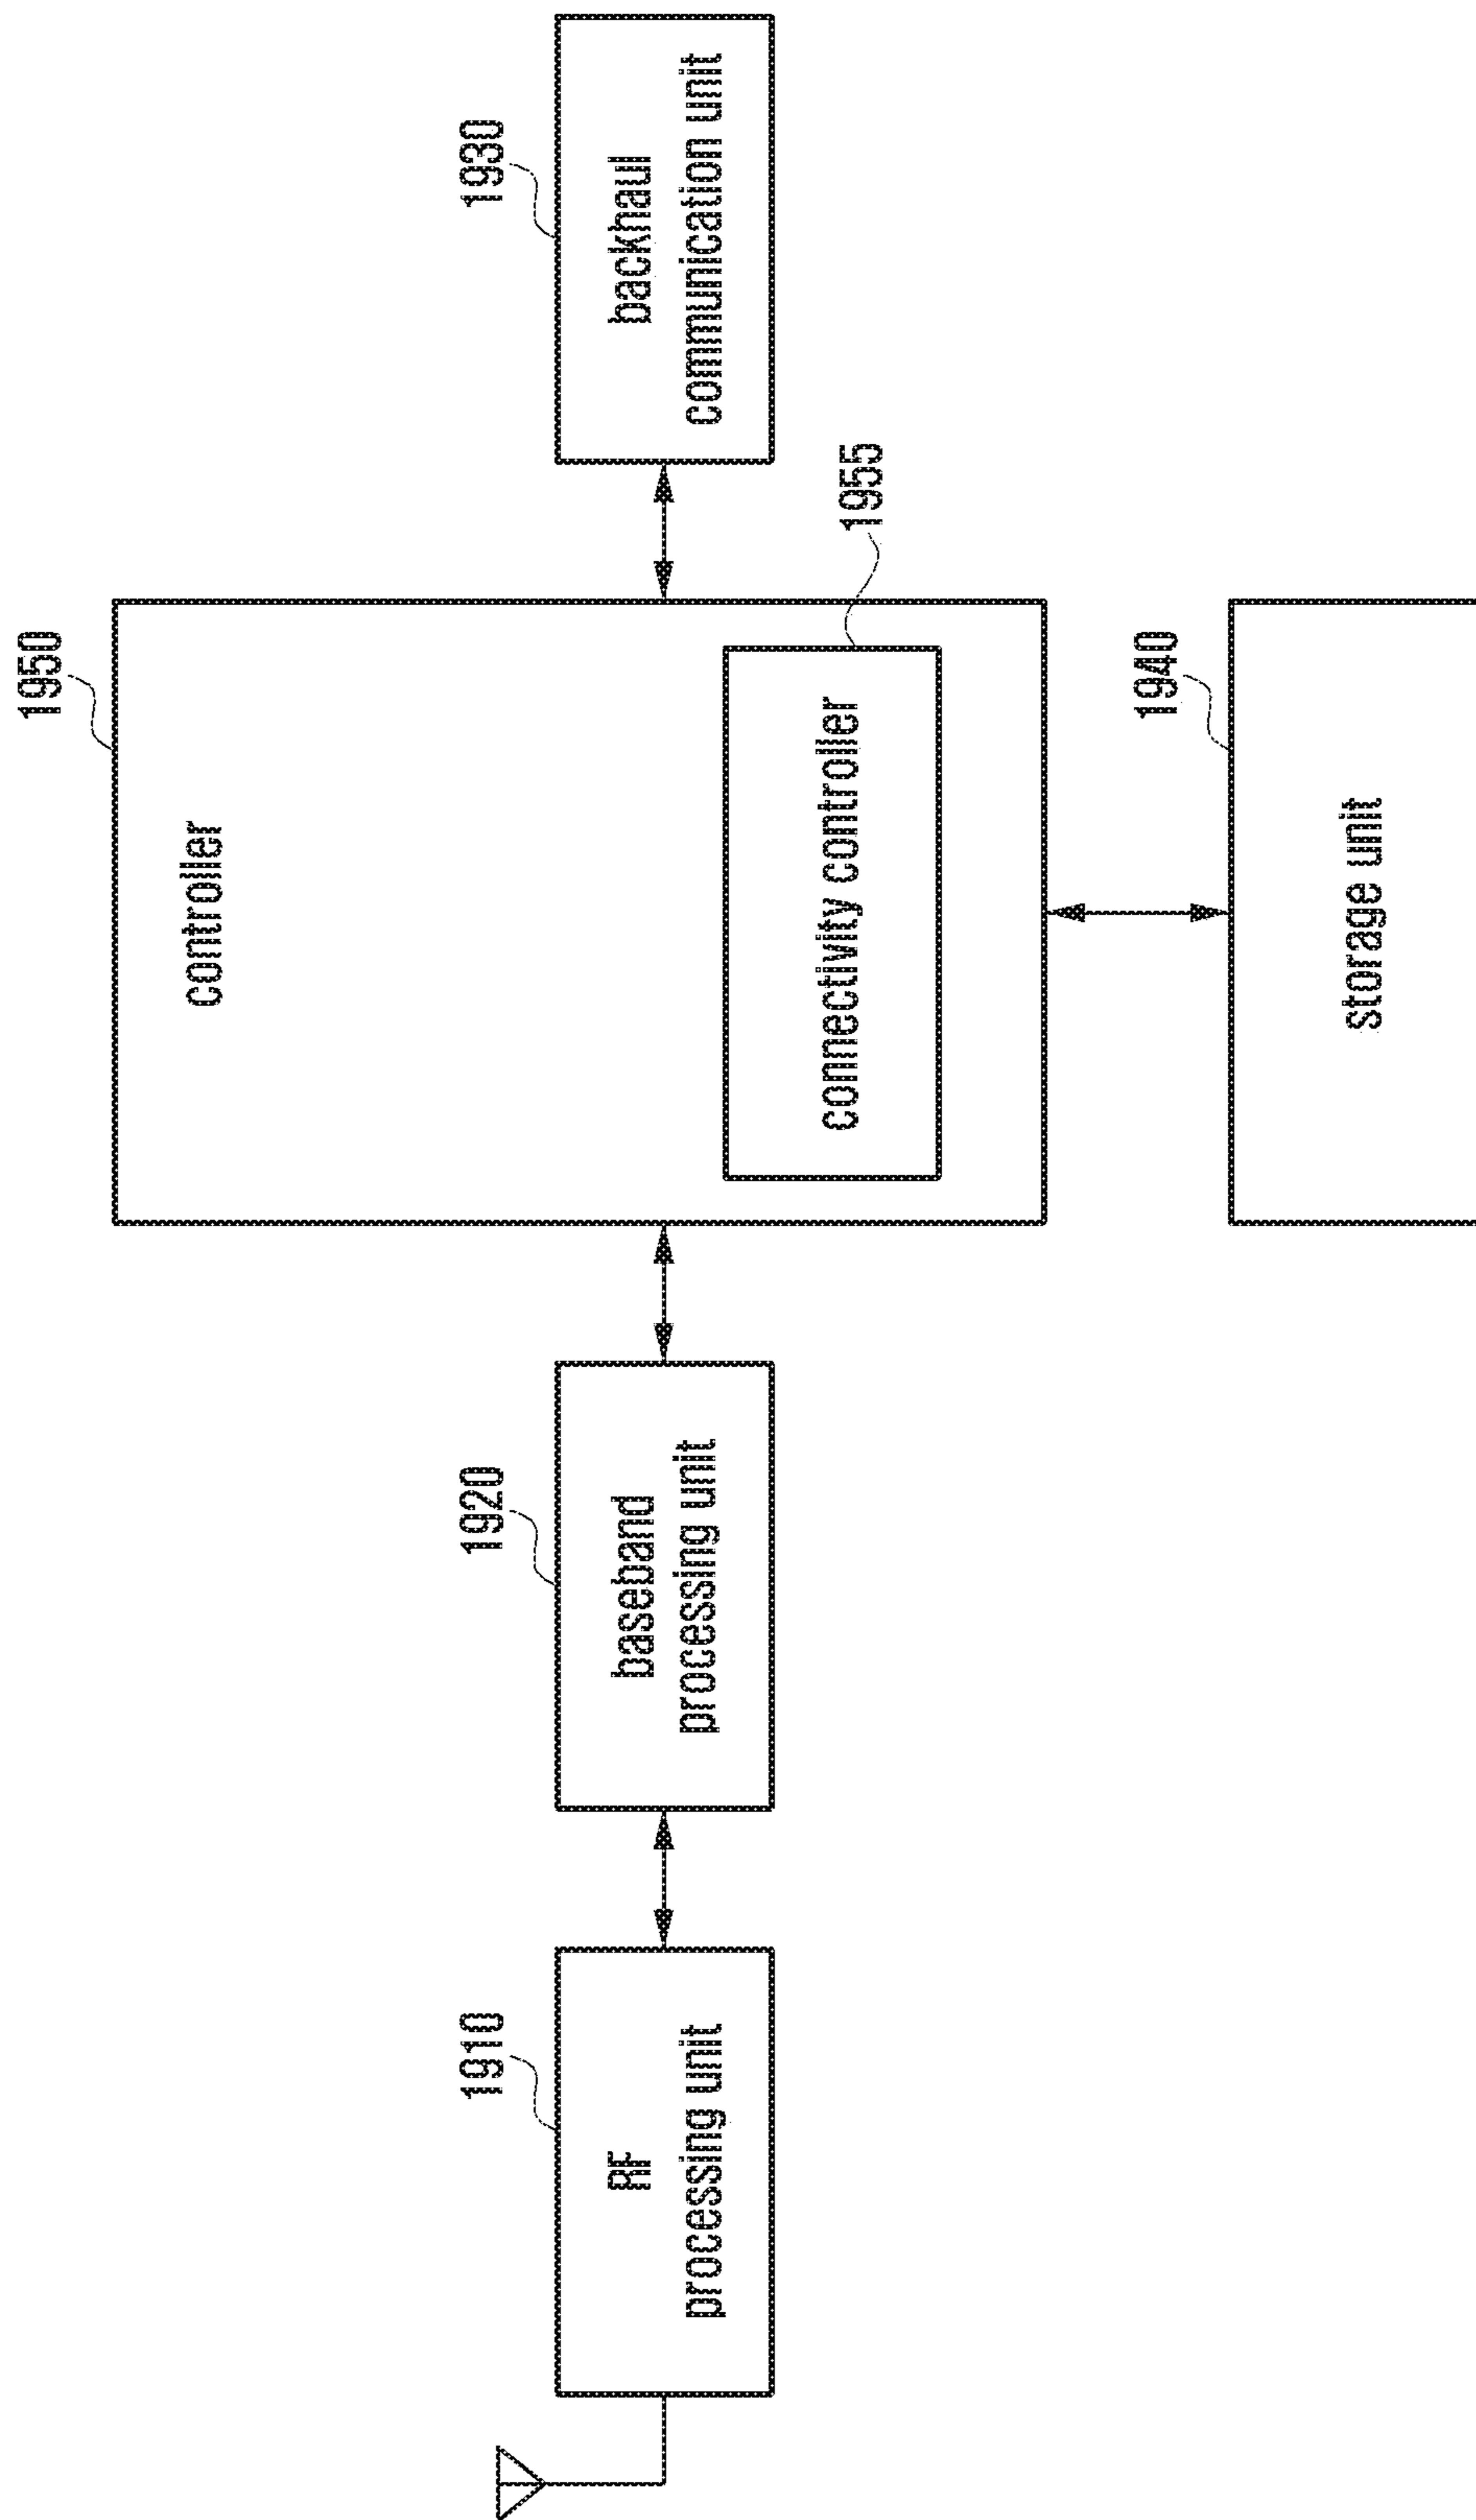 1950
controller
1910
1920
1930
RF
processing unit
baseband
processing unit
backhaul
communication unit
connectivity controller
1955
1940
storage unit